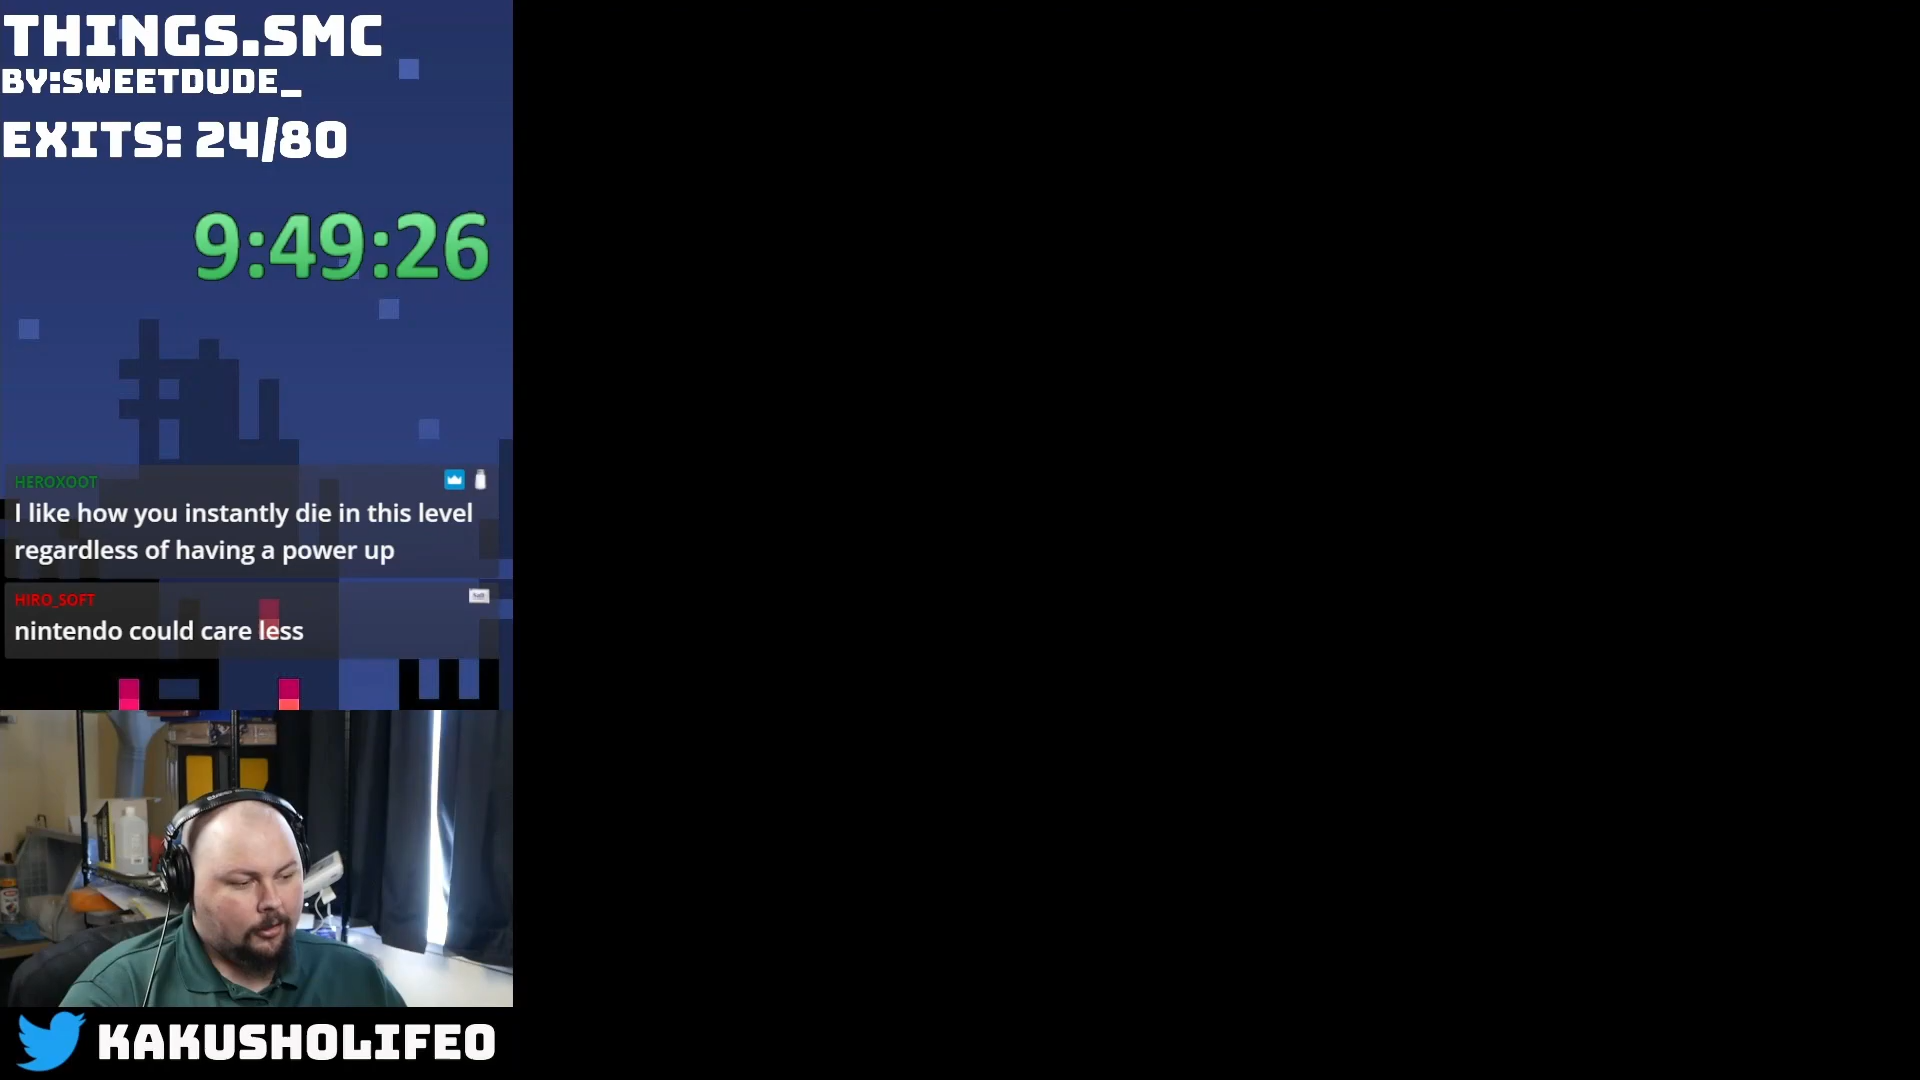 THINGS.SMC
BY:SWEETDUDE_
EXITS: 24/80
9:49:26
HEROXOOT
I like how you instantly die in this level
regardless of having a power up
HIRO_SOFT
nintendo could care less
KAKUSHOLIFEO